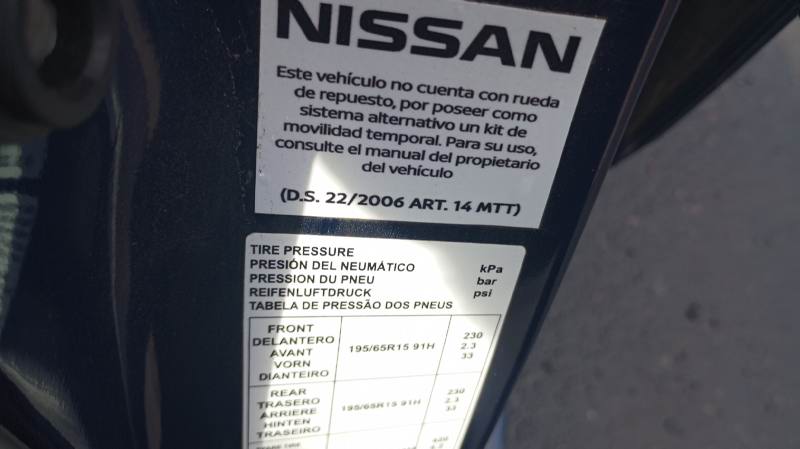 NISSAN
Este vehículo no cuenta con rueda
de repuesto, por poseer como
sistema alternativo un kit de
movilidad temporal. Para su uso,
consulte el manual del propietario
del vehículo
(D.S. 22/2006 ART. 14 MTT)
TIRE PRESSURE
PRESIÓN DEL NEUMÁTICO kPa
PRESSION DU PNEU bar
REIFENLUFTDRUCK psi
TABELA DE PRESSÃO DOS PNEUS
FRONT 230
DELANTERO 2.3
AVANT 195/65R15 91H 33
VORN
DIANTEIRO
REAR 230
TRASERO 2.3
ARRIERE 195/65R15 91H 33
HINTEN
TRASEIRO